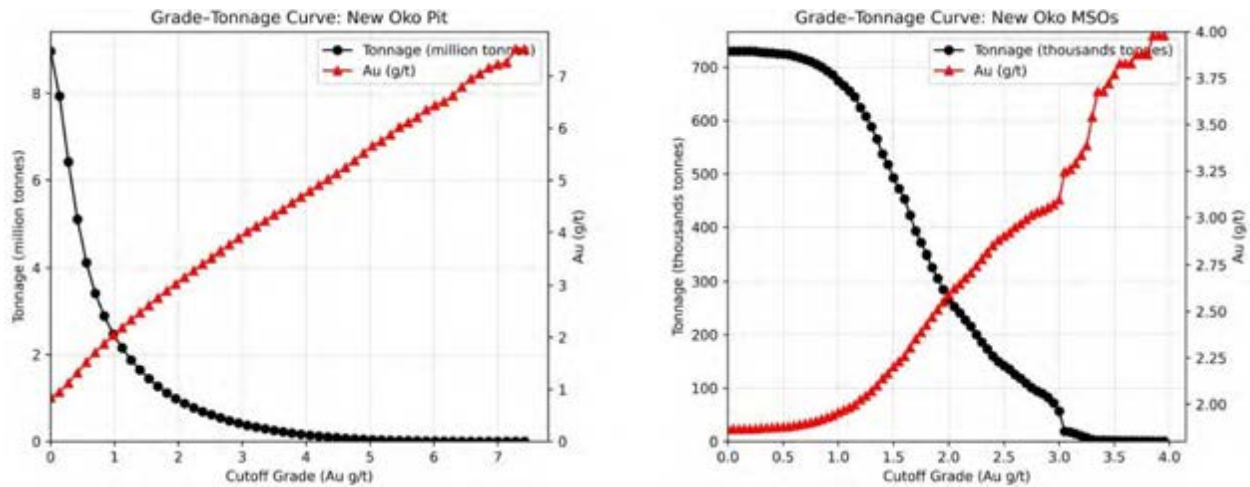 Grade–Tonnage Curve: New Oko Pit
Tonnage (million tonnes)
Au (g/t)
8
6
4
2
0
7
6
5
4
3
2
1
0
0 1 2 3 4 5 6 7
Tonnage (million tonnes)
Au (g/t)
Cutoff Grade (Au g/t)
Grade–Tonnage Curve: New Oko MSOs
Tonnage (thousands tonnes)
Au (g/t)
700
600
500
400
300
200
100
0
4.00
3.75
3.50
3.25
3.00
2.75
2.50
2.25
2.00
0.0 0.5 1.0 1.5 2.0 2.5 3.0 3.5 4.0
Tonnage (thousands tonnes)
Au (g/t)
Cutoff Grade (Au g/t)